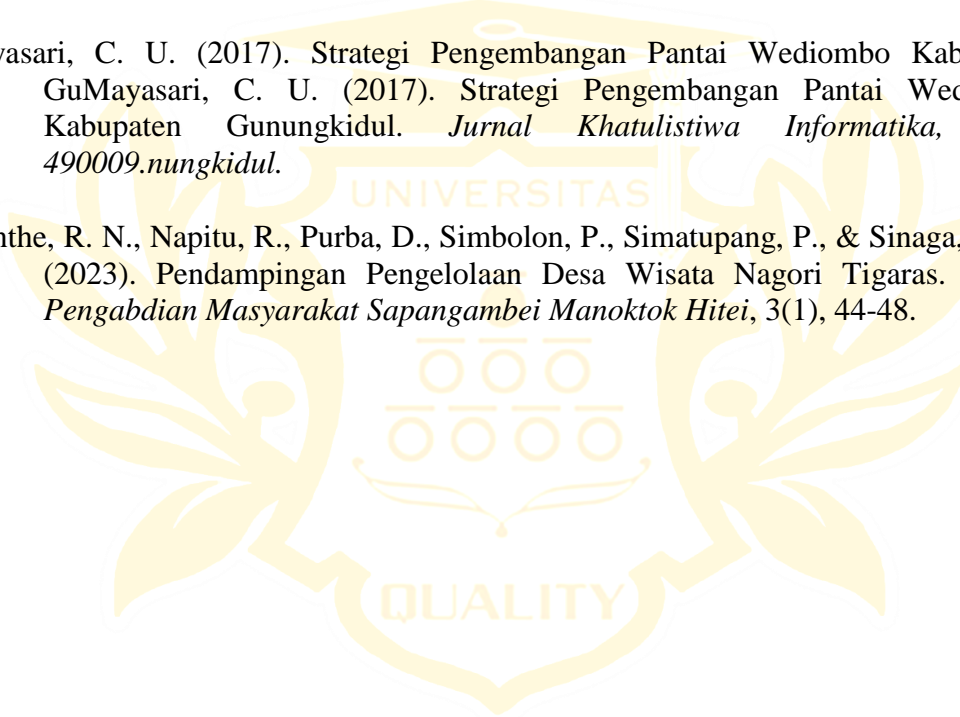 yasari, C. U. (2017). Strategi Pengembangan Pantai Wediombo Kab
GuMayasari, C. U. (2017). Strategi Pengembangan Pantai Wed
Kabupaten Gunungkidul. Jurnal Khatulistiwa Informatika,
490009.nungkidul.
UNIVERSITAS
nthe, R. N., Napitu, R., Purba, D., Simbolon, P., Simatupang, P., & Sinaga,
(2023). Pendampingan Pengelolaan Desa Wisata Nagori Tigaras.
Pengabdian Masyarakat Sapangambei Manoktok Hitei, 3(1), 44-48.
QUALITY